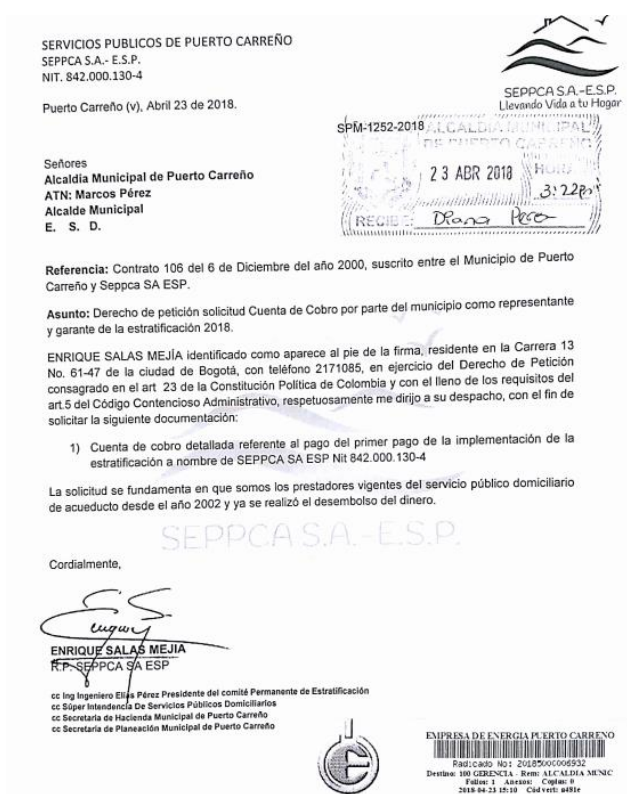 SERVICIOS PUBLICOS DE PUERTO CARREÑO
SEPPCA S.A.- E.S.P.
NIT. 842.000.130-4
SEPPCA S.A.-E.S.P.
Llevando Vida a tu Hogar
Puerto Carreño (v), Abril 23 de 2018.
SPM-1252-2018
ALCALDIA MUNICIPAL
DE PUERTO CARREÑO
23 ABR 2018
HORA
3:22pm
RECIBE
Diana
Señores
Alcaldía Municipal de Puerto Carreño
ATN: Marcos Pérez
Alcalde Municipal
E. S. D.
Referencia: Contrato 106 del 6 de Diciembre del año 2000, suscrito entre el Municipio de Puerto
Carreño y Seppca SA ESP.
Asunto: Derecho de petición solicitud Cuenta de Cobro por parte del municipio como representante
y garante de la estratificación 2018.
ENRIQUE SALAS MEJÍA identificado como aparece al pie de la firma, residente en la Carrera 13
No. 61-47 de la ciudad de Bogotá, con teléfono 2171085, en ejercicio del Derecho de Petición
consagrado en el art 23 de la Constitución Política de Colombia y con el lleno de los requisitos del
art.5 del Código Contencioso Administrativo, respetuosamente me dirijo a su despacho, con el fin de
solicitar la siguiente documentación:
1) Cuenta de cobro detallada referente al pago del primer pago de la implementación de la
estratificación a nombre de SEPPCA SA ESP Nit 842.000.130-4
La solicitud se fundamenta en que somos los prestadores vigentes del servicio público domiciliario
de acueducto desde el año 2002 y ya se realizó el desembolso del dinero.
SEPPCA S.A.-E.S.P.
Cordialmente,
ENRIQUE SALAS MEJIA
R.P. SEPPCA SA ESP
cc Ing Ingeniero Elías Pérez Presidente del comité Permanente de Estratificación
cc Súper Intendencia De Servicios Públicos Domiciliarios
cc Secretaria de Hacienda Municipal de Puerto Carreño
cc Secretaria de Planeación Municipal de Puerto Carreño
EMPRESA DE ENERGIA PUERTO CARRENO
Radicado No: 20185000006932
Destino: 100 GERENCIA - Rem: ALCALDIA MUNIC
Folios: 1 Anexos: Copias: 0
2018-04-23 15:10 Cód veri: a481e